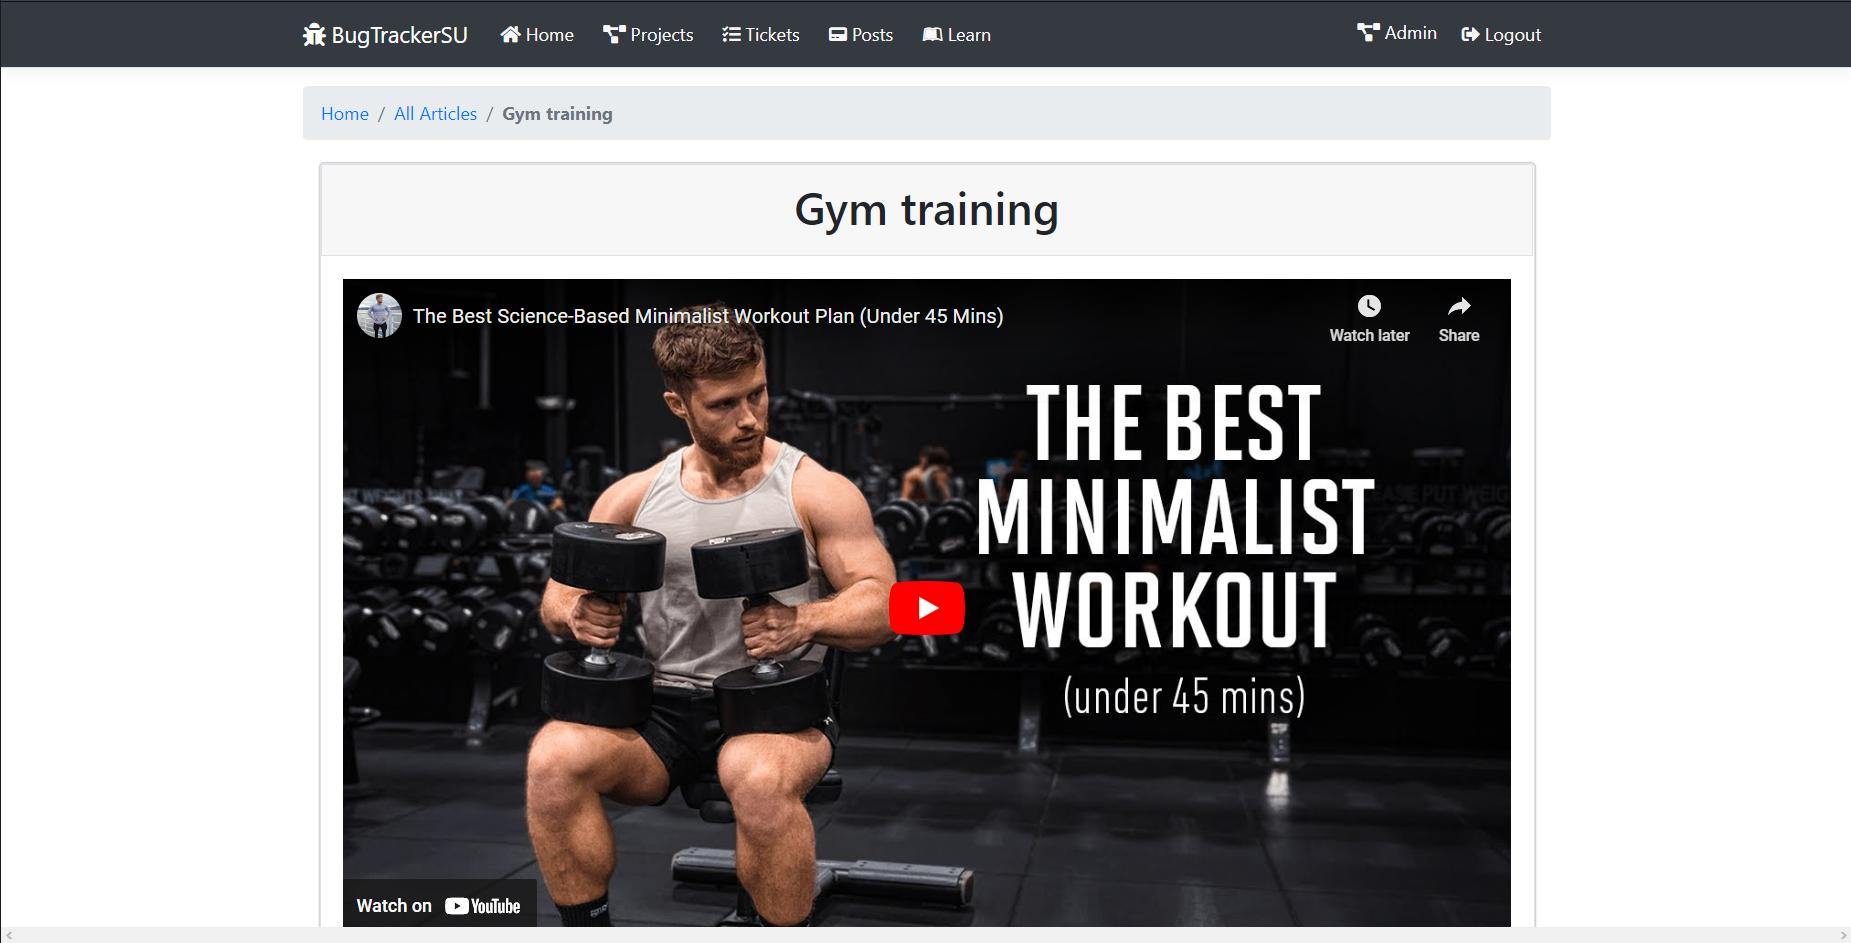 BugTrackerSU Home Projects Tickets Posts Learn Admin Logout
Home / All Articles / Gym training
Gym training
The Best Science-Based Minimalist Workout Plan (Under 45 Mins)
Watch later
Share
THE BEST
MINIMALIST
WORKOUT
(under 45 mins)
Watch on YouTube